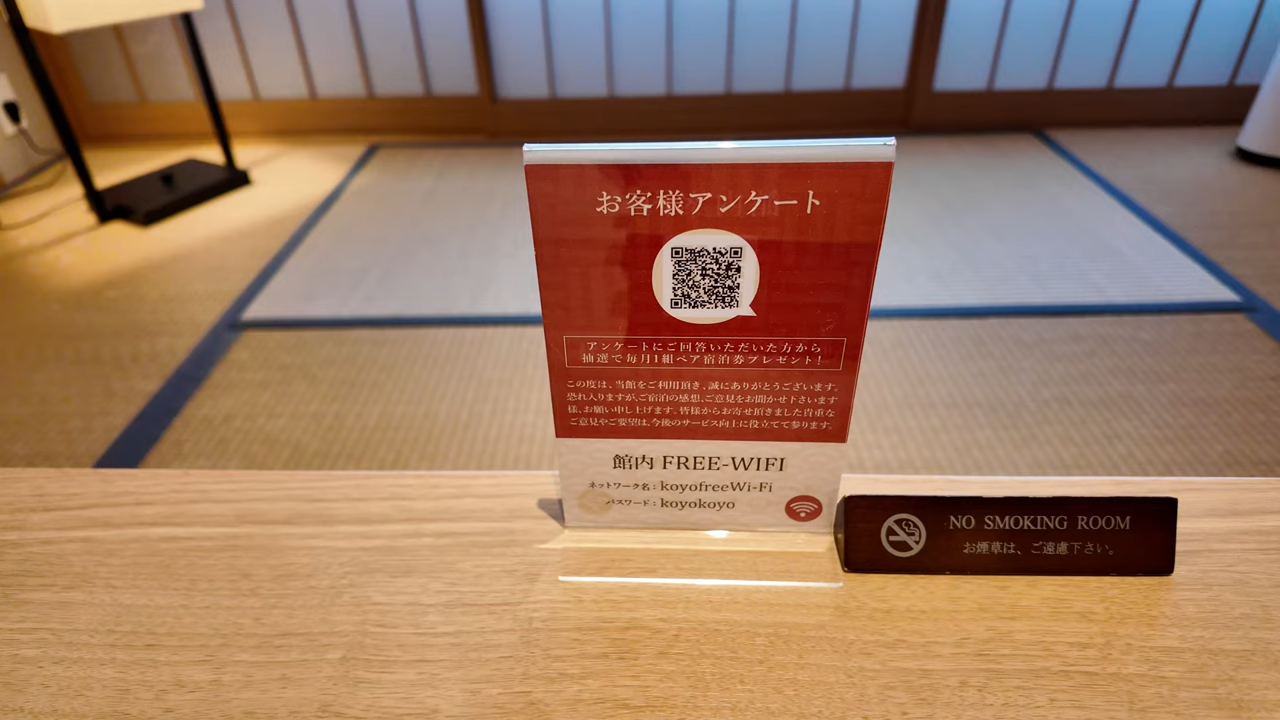 お客様アンケート
アンケートにご回答いただいた方から
抽選で毎月1組ペア宿泊券プレゼント!
この度は、当館をご利用頂き、誠にありがとうございます。
恐れ入りますが、ご宿泊の感想、ご意見をお聞かせ下さいます
様、お願い申し上げます。皆様からお寄せ頂きました貴重な
ご意見やご要望は、今後のサービス向上に役立てて参ります。
館内 FREE-WIFI
ネットワーク名:koyofreeWi-Fi
パスワード:koyokoyo
NO SMOKING ROOM
お煙草は、ご遠慮下さい。